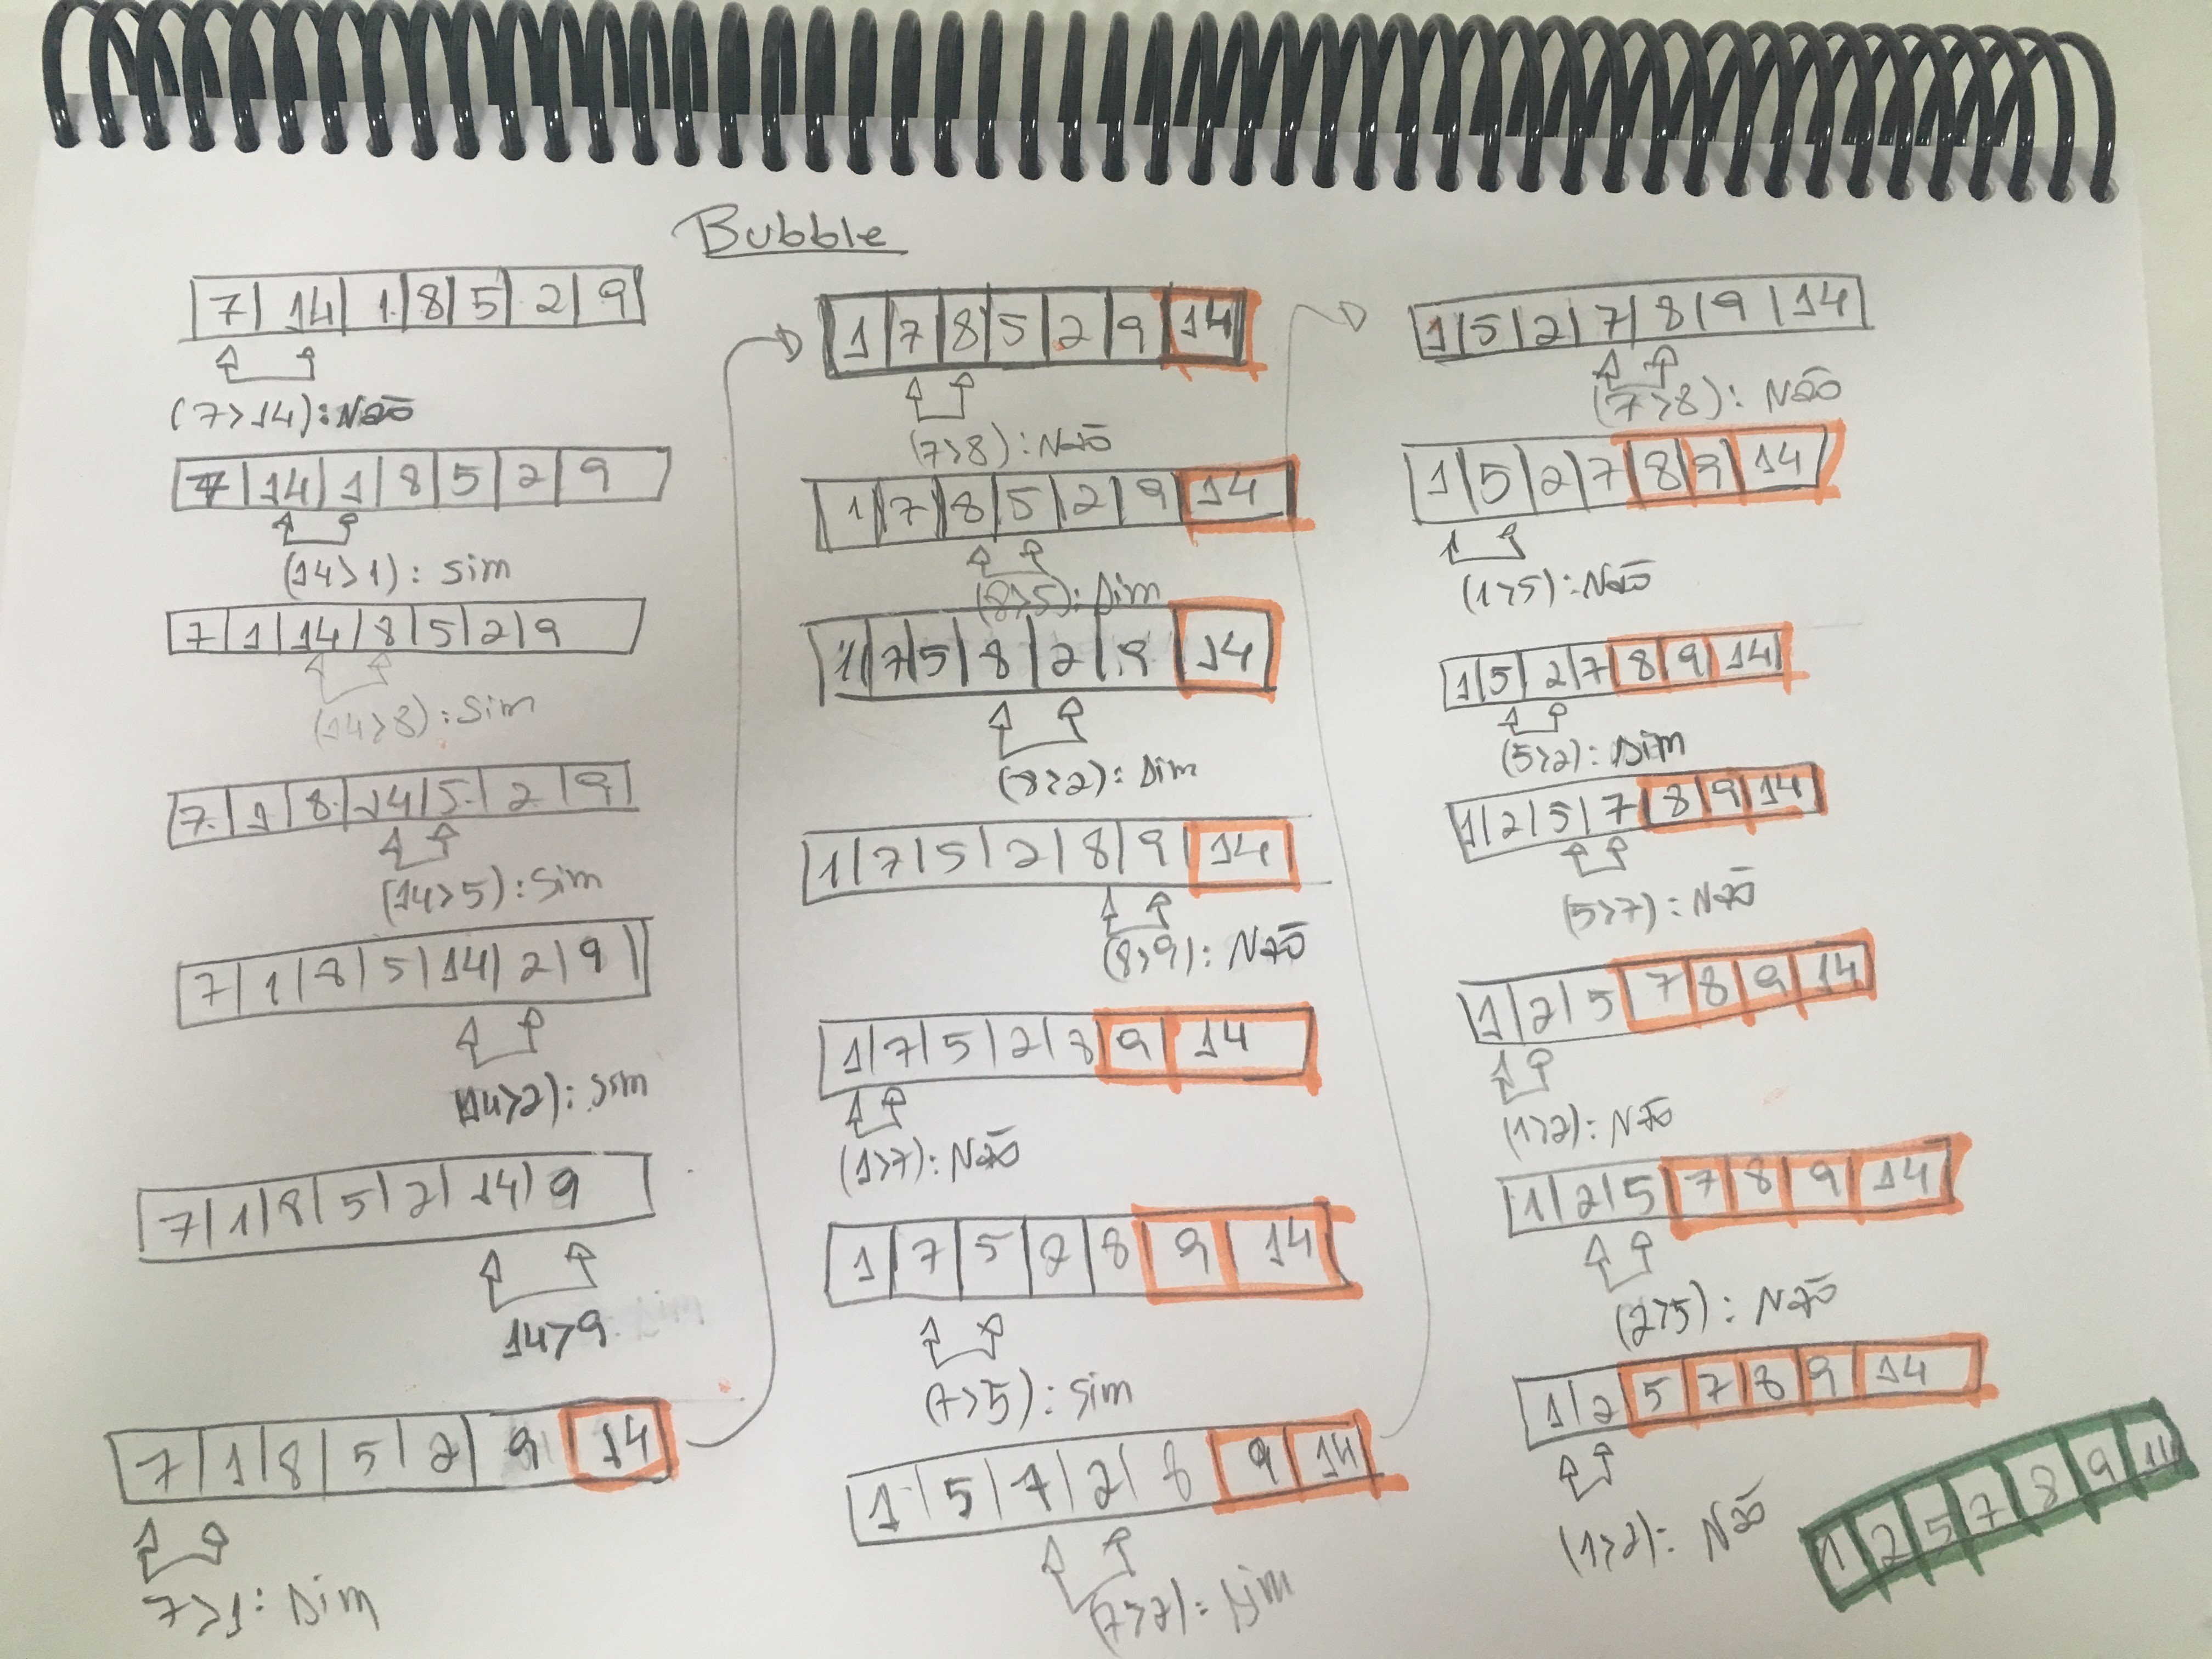 Bubble
7 | 14 | 1 | 8 | 5 | 2 | 9
(7>14): Não
7 | 14 | 1 | 8 | 5 | 2 | 9
(14>1): Sim
7 | 1 | 14 | 8 | 5 | 2 | 9
(14>8): Sim
7 | 1 | 8 | 14 | 5 | 2 | 9
(14>5): Sim
7 | 1 | 8 | 5 | 14 | 2 | 9
14>2): Sim
7 | 1 | 8 | 5 | 2 | 14 | 9
14>9: Sim
7 | 1 | 8 | 5 | 2 | 9 | 14
7>1: Sim
1 | 7 | 8 | 5 | 2 | 9 | 14
(7>8): Não
1 | 7 | 8 | 5 | 2 | 9 | 14
(8>5): Sim
1 | 7 | 5 | 8 | 2 | 9 | 14
(8>2): Sim
1 | 7 | 5 | 2 | 8 | 9 | 14
(8>9): Não
1 | 7 | 5 | 2 | 8 | 9 | 14
(1>7): Não
1 | 7 | 5 | 2 | 8 | 9 | 14
(7>5): Sim
1 | 5 | 7 | 2 | 8 | 9 | 14
(7>2): Sim
1 | 5 | 2 | 7 | 8 | 9 | 14
(7>8): Não
1 | 5 | 2 | 7 | 8 | 9 | 14
(1>5): Não
1 | 5 | 2 | 7 | 8 | 9 | 14
(5>2): Sim
1 | 2 | 5 | 7 | 8 | 9 | 14
(5>7): Não
1 | 2 | 5 | 7 | 8 | 9 | 14
(1>2): Não
1 | 2 | 5 | 7 | 8 | 9 | 14
(2>5): Não
1 | 2 | 5 | 7 | 8 | 9 | 14
(1>2): Não
1 | 2 | 5 | 7 | 8 | 9 | 14